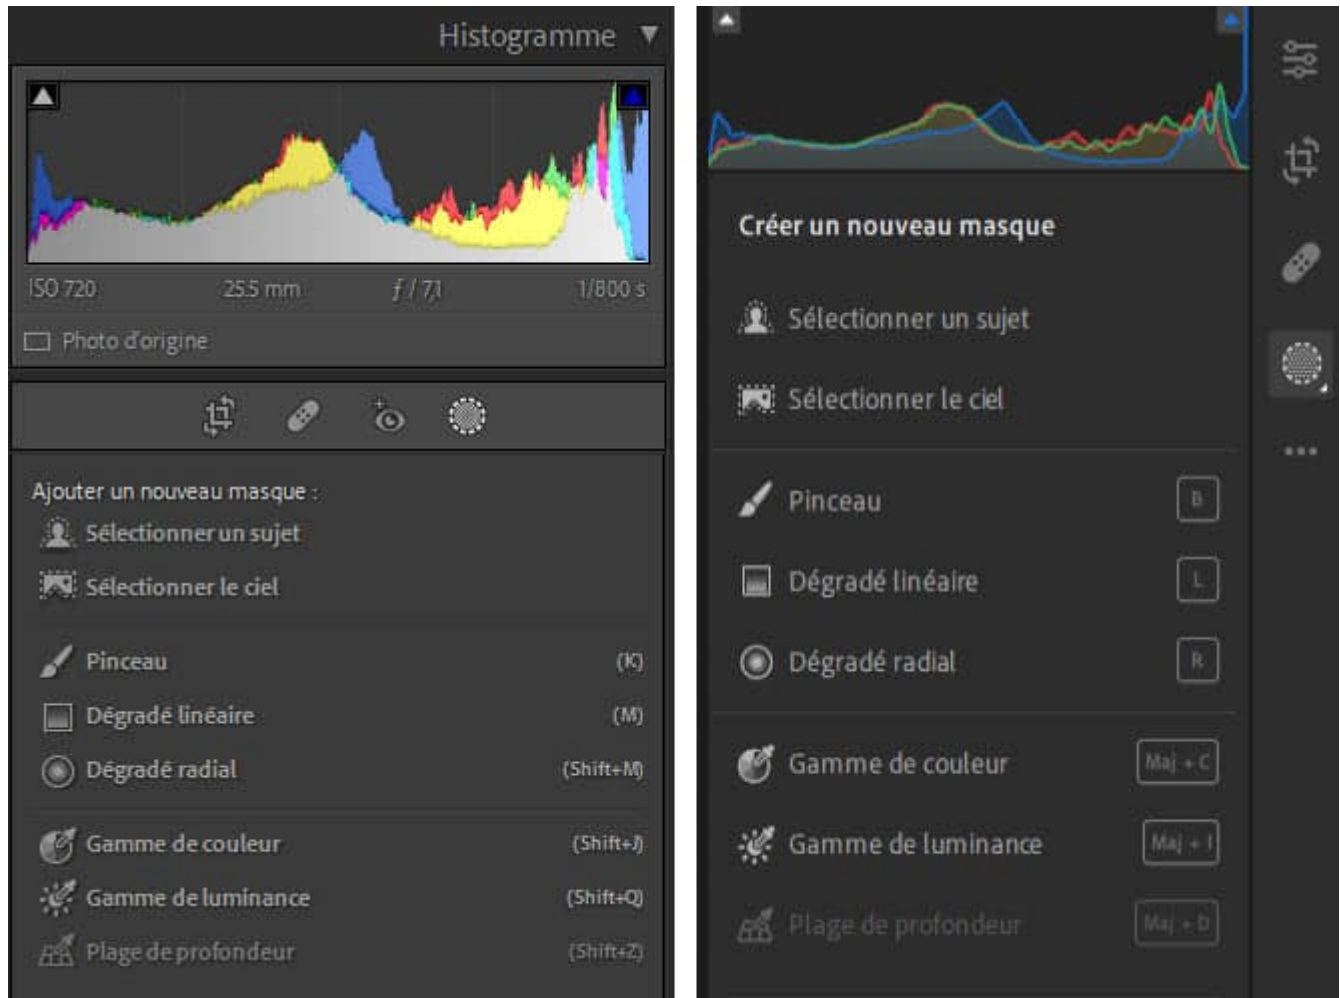 Histogramme
ISO 720 25.5 mm ƒ / 7,1 1/800 s
Photo d'origine
Ajouter un nouveau masque :
Sélectionner un sujet
Sélectionner le ciel
Pinceau (K)
Dégradé linéaire (M)
Dégradé radial (Shift+M)
Gamme de couleur (Shift+J)
Gamme de luminance (Shift+Q)
Plage de profondeur (Shift+Z)
Créer un nouveau masque
Sélectionner un sujet
Sélectionner le ciel
Pinceau B
Dégradé linéaire L
Dégradé radial R
Gamme de couleur Maj + C
Gamme de luminance Maj + I
Plage de profondeur Maj + D